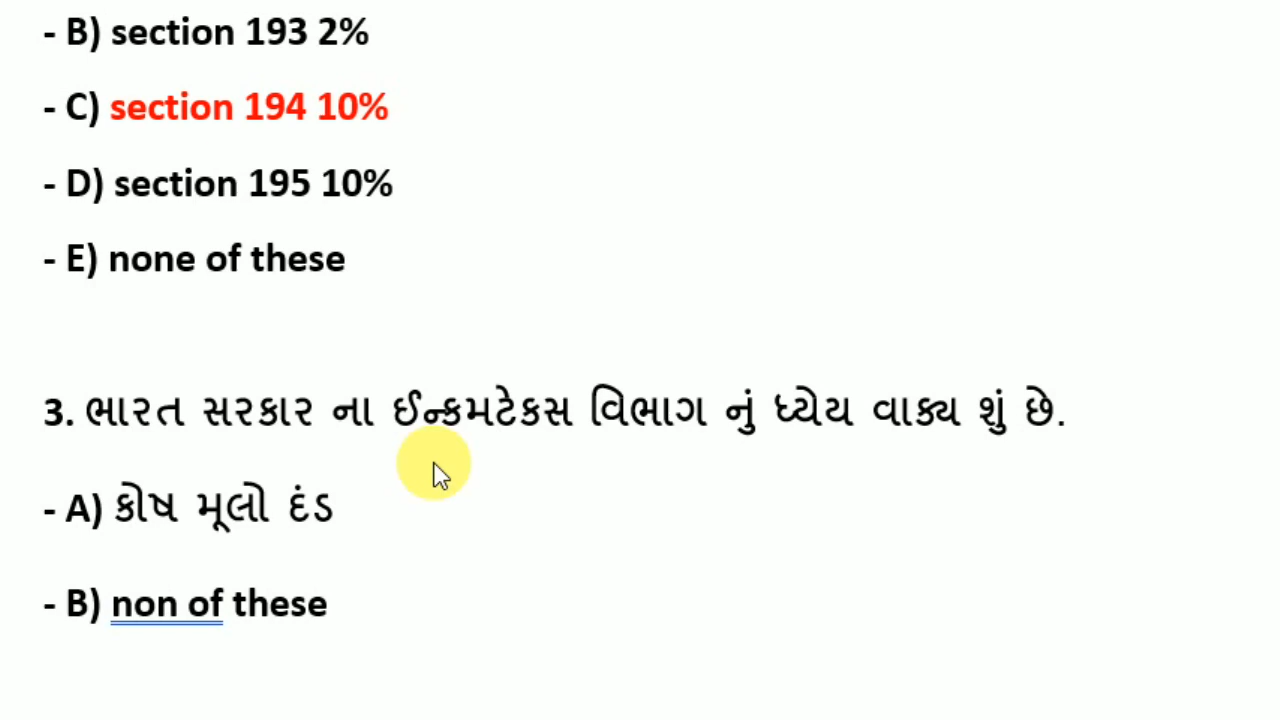 - B) section 193 2%
- C) section 194 10%
- D) section 195 10%
- E) none of these
3. ભારત સરકાર ના ઈન્કમટેકસ વિભાગ નું ધ્યેય વાક્ય શું છે.
- A) કોષ મૂલો દંડ
- B) non of these